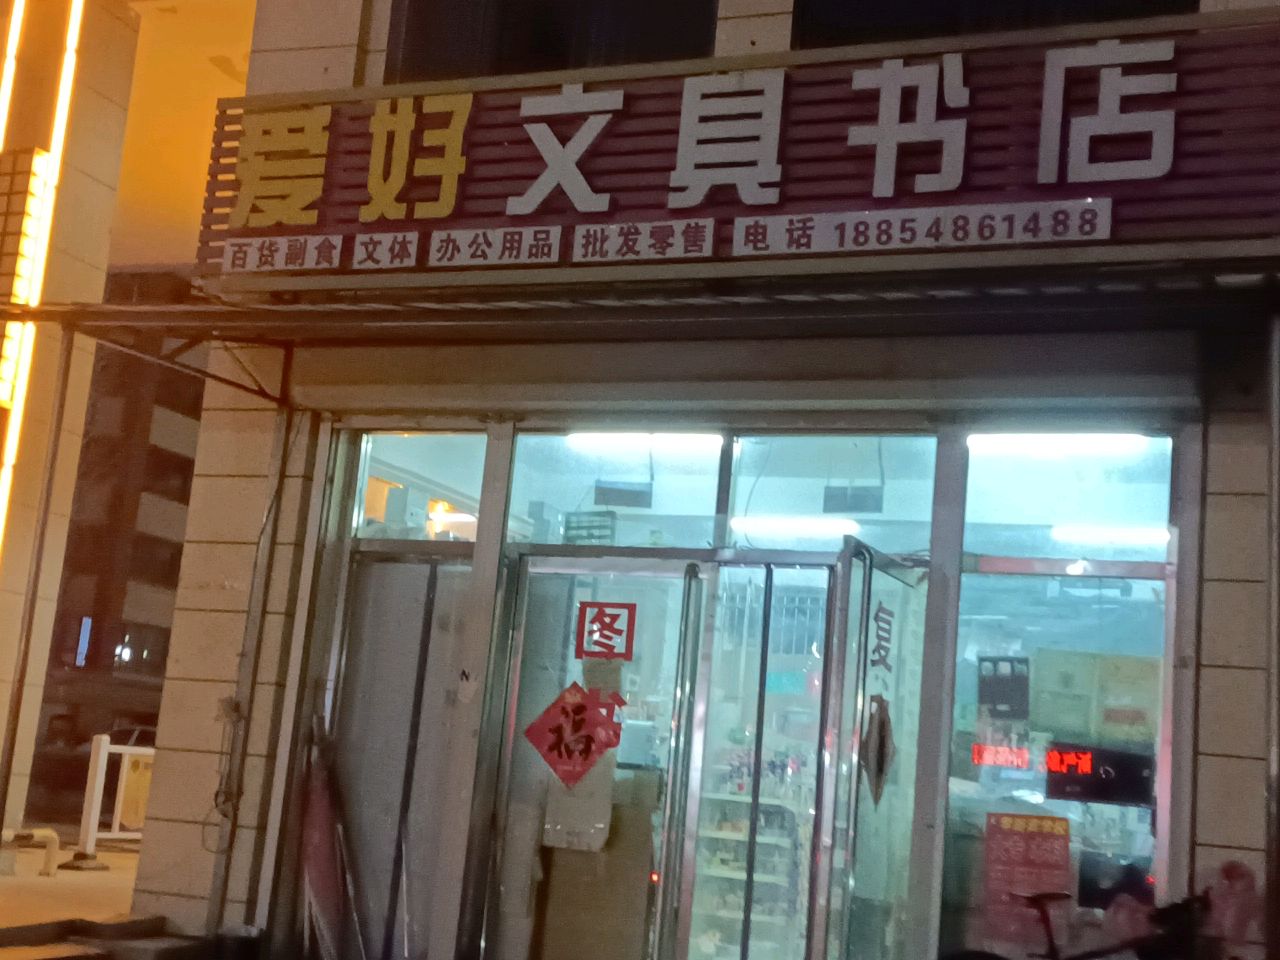 爱好文具书店
百货副食 文体 办公用品 批发零售 电话 18854861488
图
书
复
福